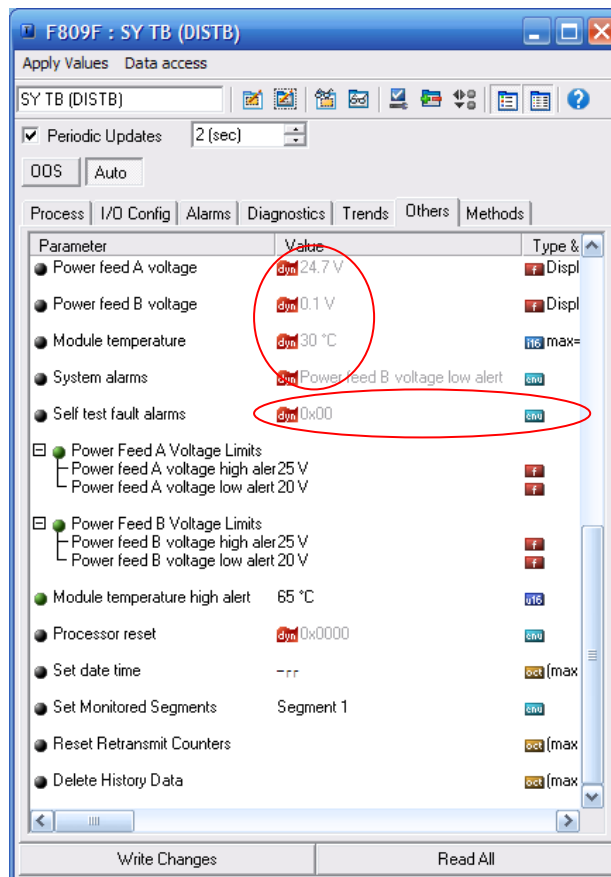 F809F : SY TB (DISTB)
Apply Values Data access
SY TB (DISTB)
Periodic Updates 2 (sec)
OOS Auto
Process I/O Config Alarms Diagnostics Trends Others Methods
Parameter Value Type &
Power feed A voltage dyn 24.7 V f Displ
Power feed B voltage dyn 0.1 V f Displ
Module temperature dyn 30 °C i16 max=
System alarms dyn Power feed B voltage low alert enu
Self test fault alarms dyn 0x00 enu
Power Feed A Voltage Limits
Power feed A voltage high aler 25 V f
Power feed A voltage low alert 20 V f
Power Feed B Voltage Limits
Power feed B voltage high aler 25 V f
Power feed B voltage low alert 20 V f
Module temperature high alert 65 °C u16
Processor reset dyn 0x0000 enu
Set date time oct (max
Set Monitored Segments Segment 1 enu
Reset Retransmit Counters oct (max
Delete History Data oct (max
Write Changes Read All